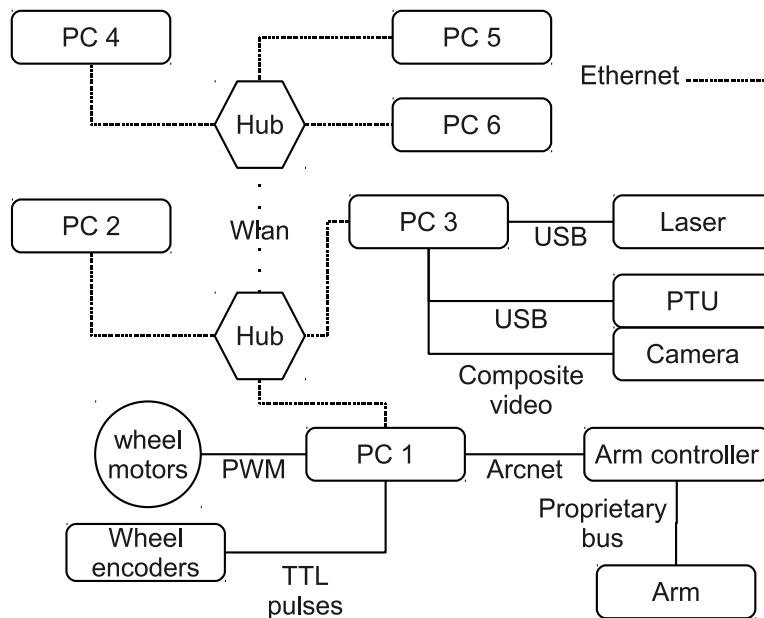 PC 4
PC 5
Ethernet
Hub
PC 6
PC 2
Wlan
PC 3
USB
Laser
Hub
USB
PTU
Camera
Composite
video
wheel
motors
PWM
PC 1
Arcnet
Arm controller
Proprietary
bus
Wheel
encoders
TTL
pulses
Arm